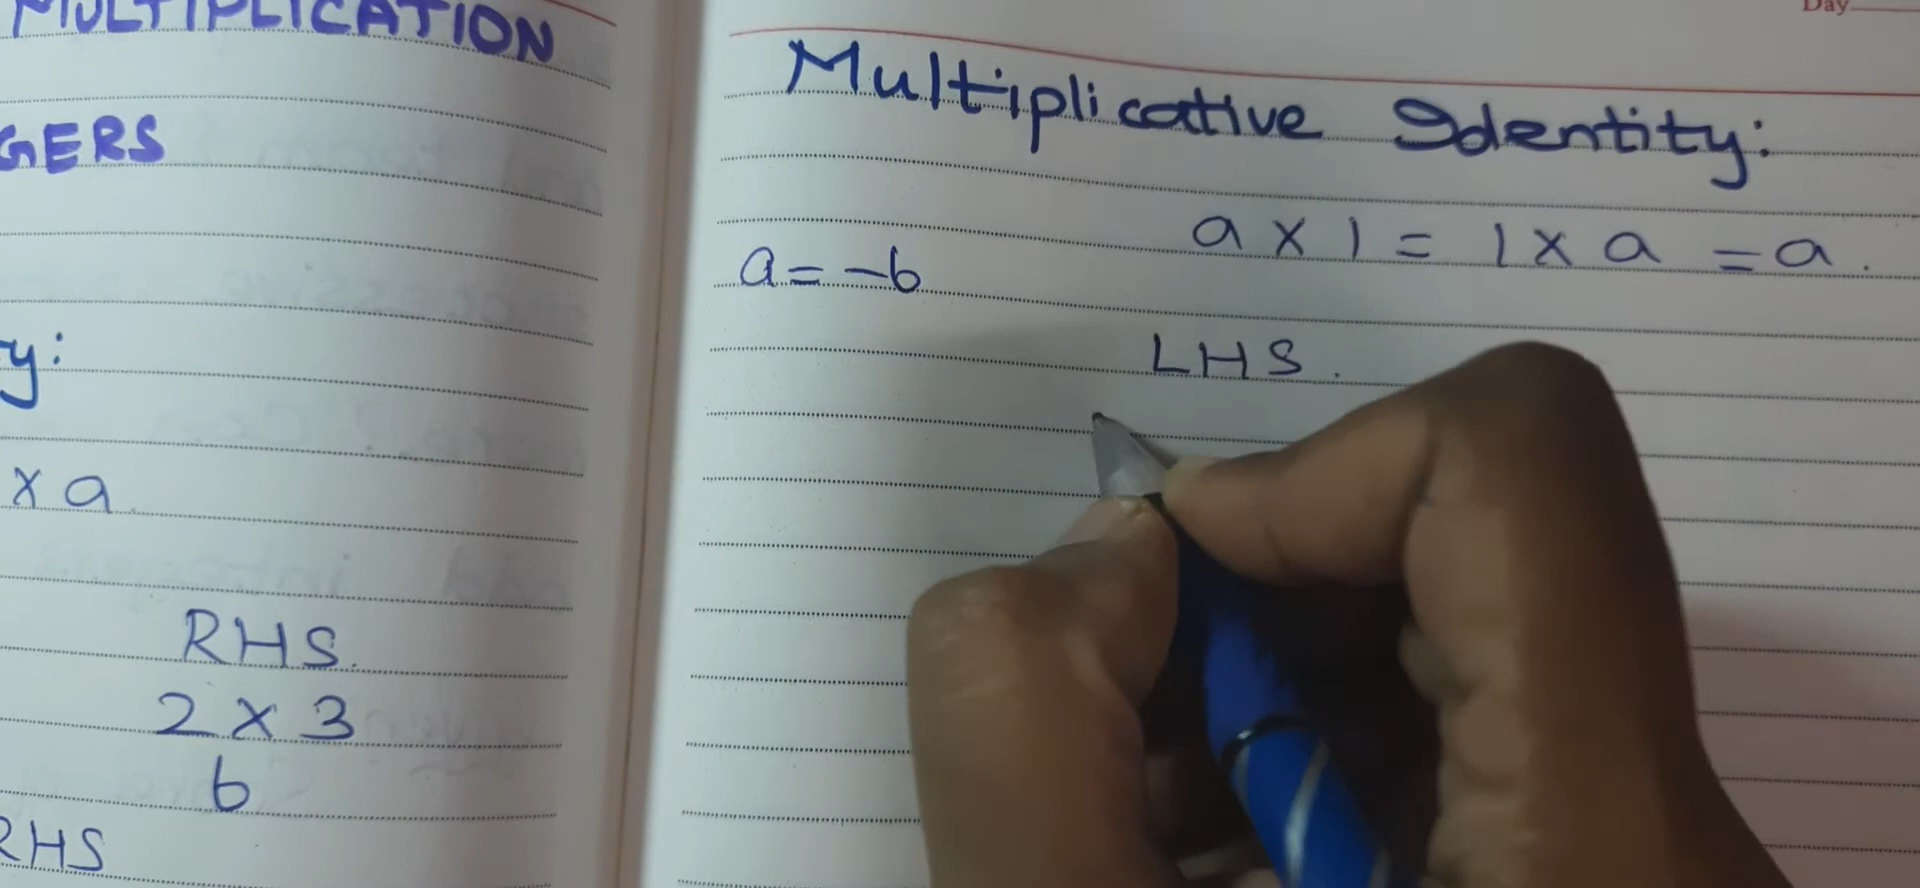 MULTIPLICATION
GERS
y:
x a
RHS.
2 x 3
6
RHS
Day
Multiplicative Identity:
a x 1 = 1 x a = a.
a = -6
LHS.